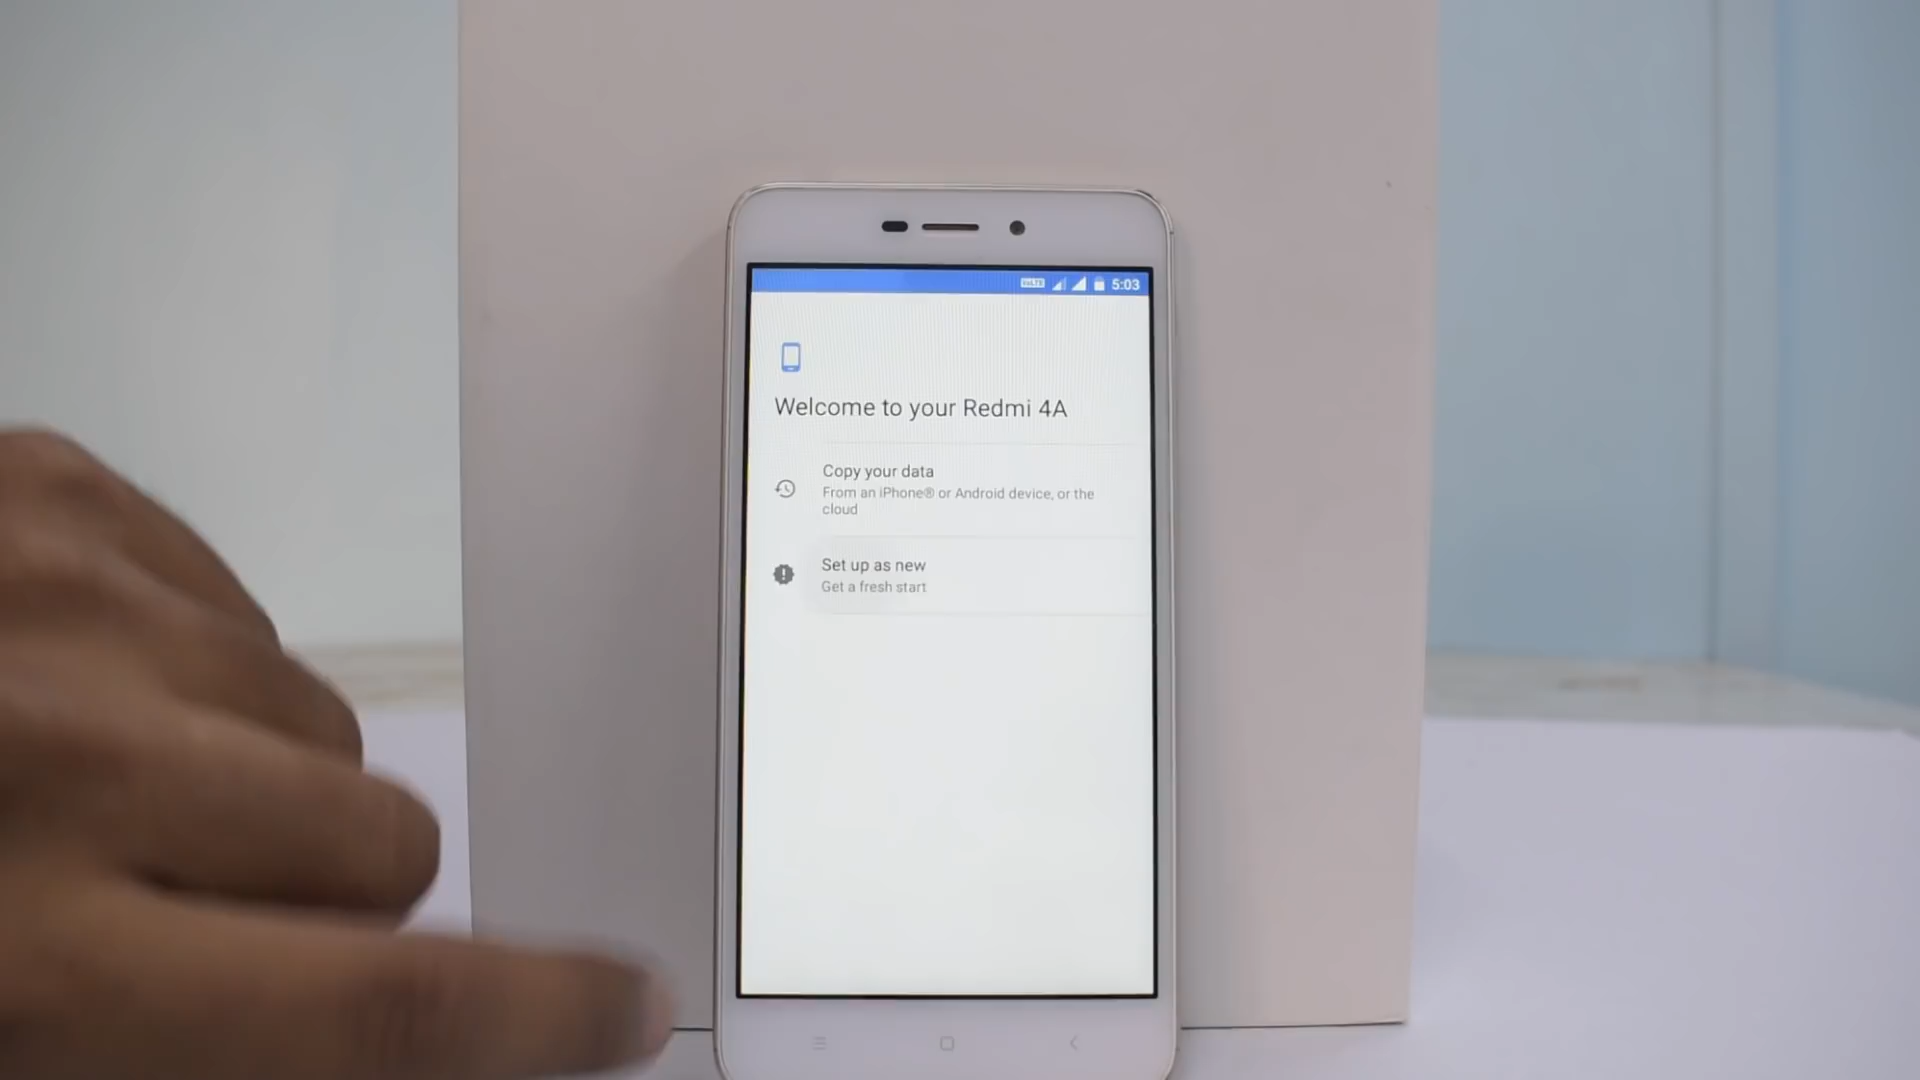 VoLTE 5:03
Welcome to your Redmi 4A
Copy your data
From an iPhone® or Android device, or the
cloud
Set up as new
Get a fresh start